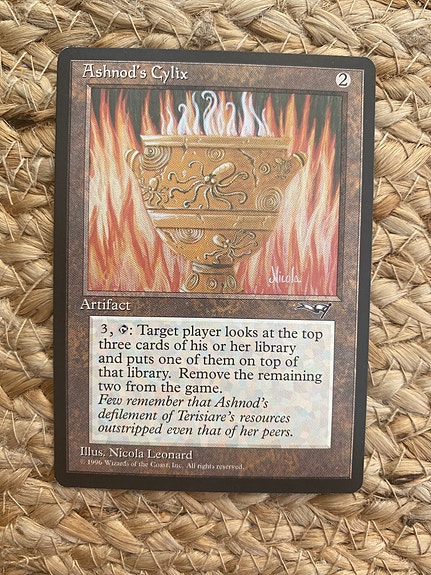 Ashnod's Cylix 2
Nicola
Artifact
3, : Target player looks at the top
three cards of his or her library
and puts one of them on top of
that library. Remove the remaining
two from the game.
Few remember that Ashnod's
defilement of Terisiare's resources
outstripped even that of her peers.
Illus. Nicola Leonard
© 1996 Wizards of the Coast, Inc. All rights reserved.